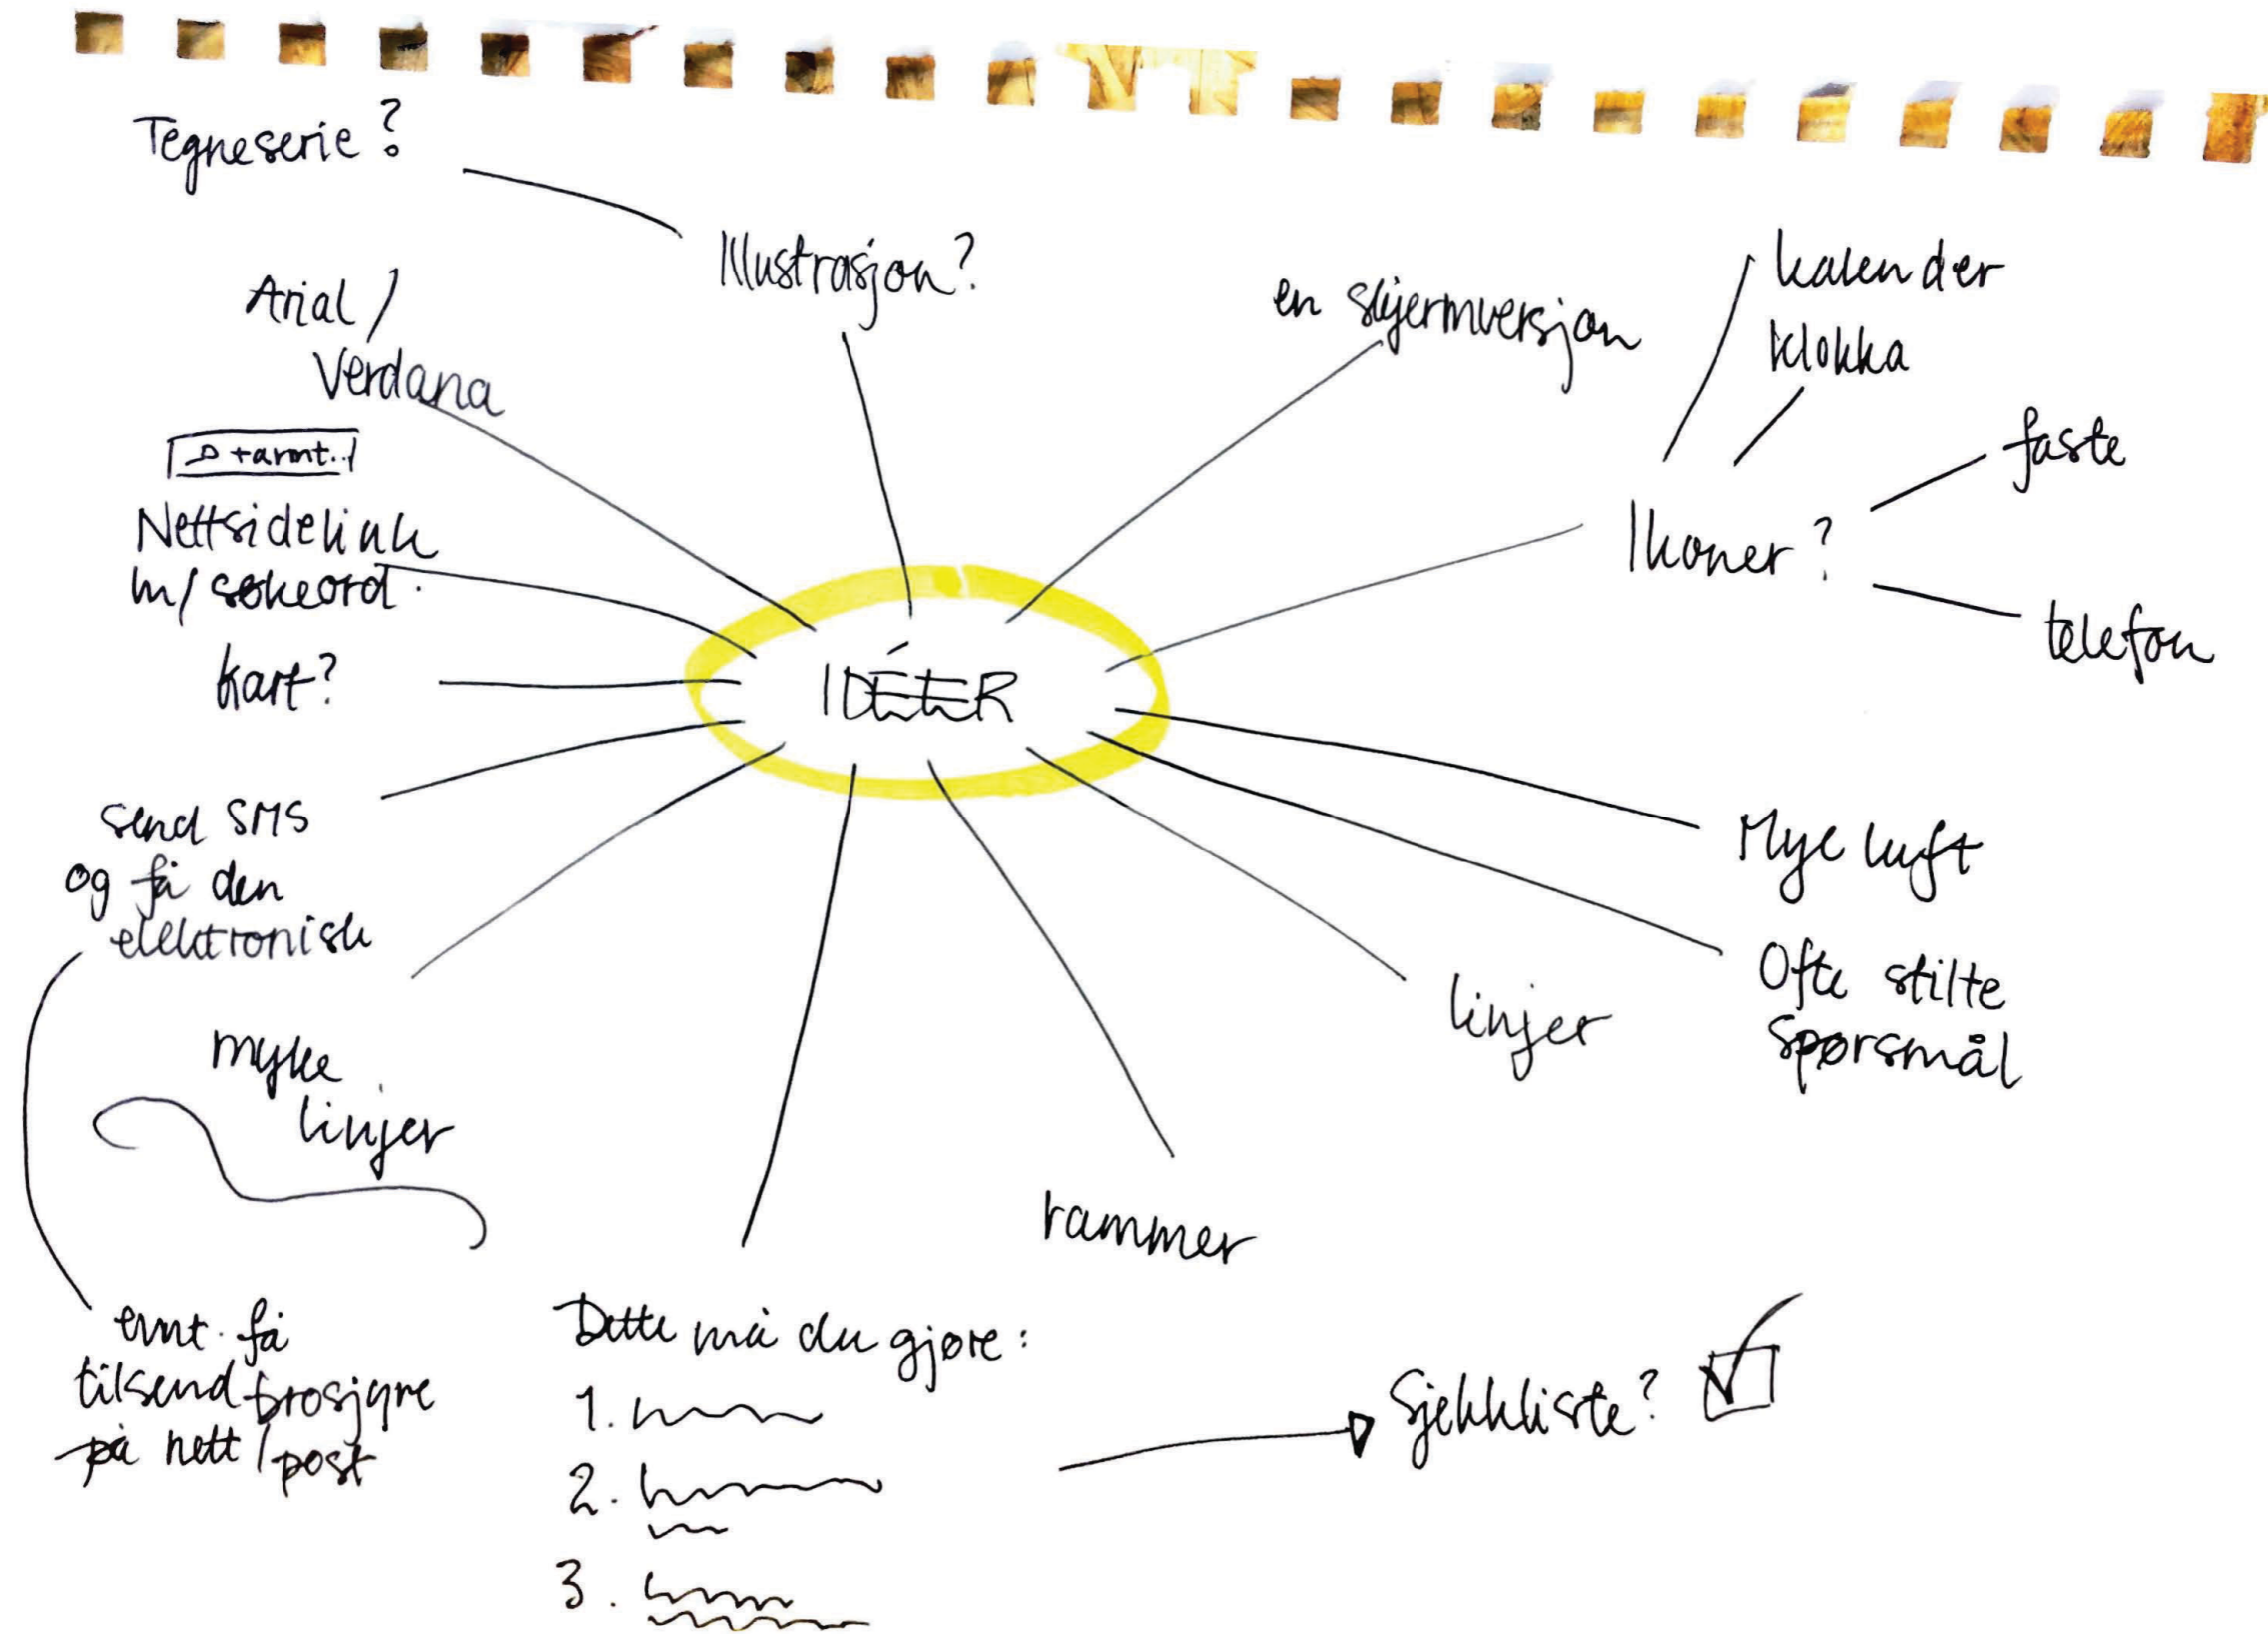 Tegneserie?
Illustrasjon?
Arial /
Verdana
en skjermversjon
kalender
klokka
faste
Ikoner?
telefon
tarmt..
Nettsidelink
m/ søkeord.
kart?
IDÉER
send SMS
og få den
elektronisk
Mye luft
Ofte stilte
spørsmål
linjer
myke
linjer
rammer
evnt. få
tilsend brosjyre
på nett / post
Dette må du gjøre:
1.
2.
3.
Sjekkliste?